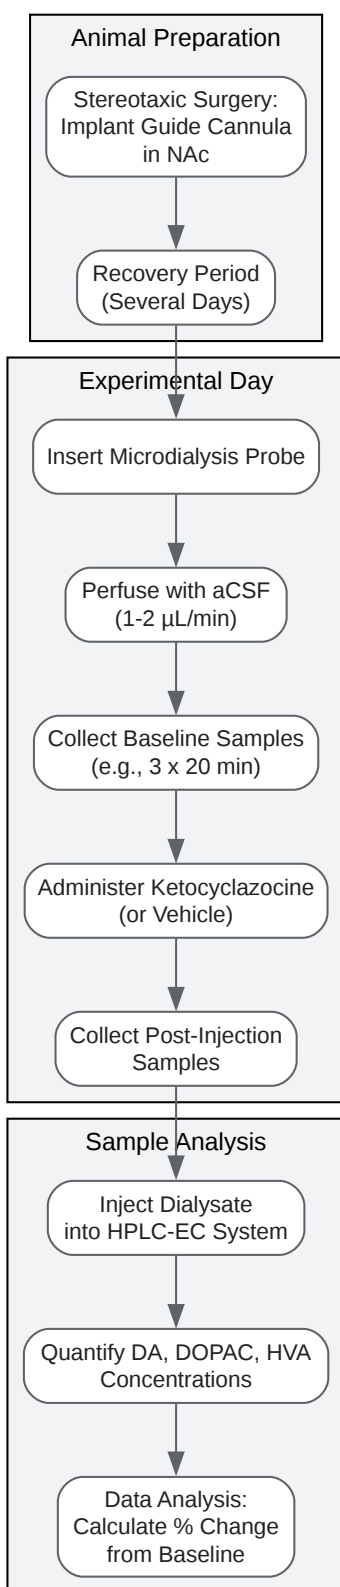 Animal Preparation
Stereotaxic Surgery:
Implant Guide Cannula
in NAc
Recovery Period
(Several Days)
Experimental Day
Insert Microdialysis Probe
Perfuse with aCSF
(1-2 µL/min)
Collect Baseline Samples
(e.g., 3 x 20 min)
Administer Ketocyclazocine
(or Vehicle)
Collect Post-Injection
Samples
Sample Analysis
Inject Dialysate
into HPLC-EC System
Quantify DA, DOPAC, HVA
Concentrations
Data Analysis:
Calculate % Change
from Baseline